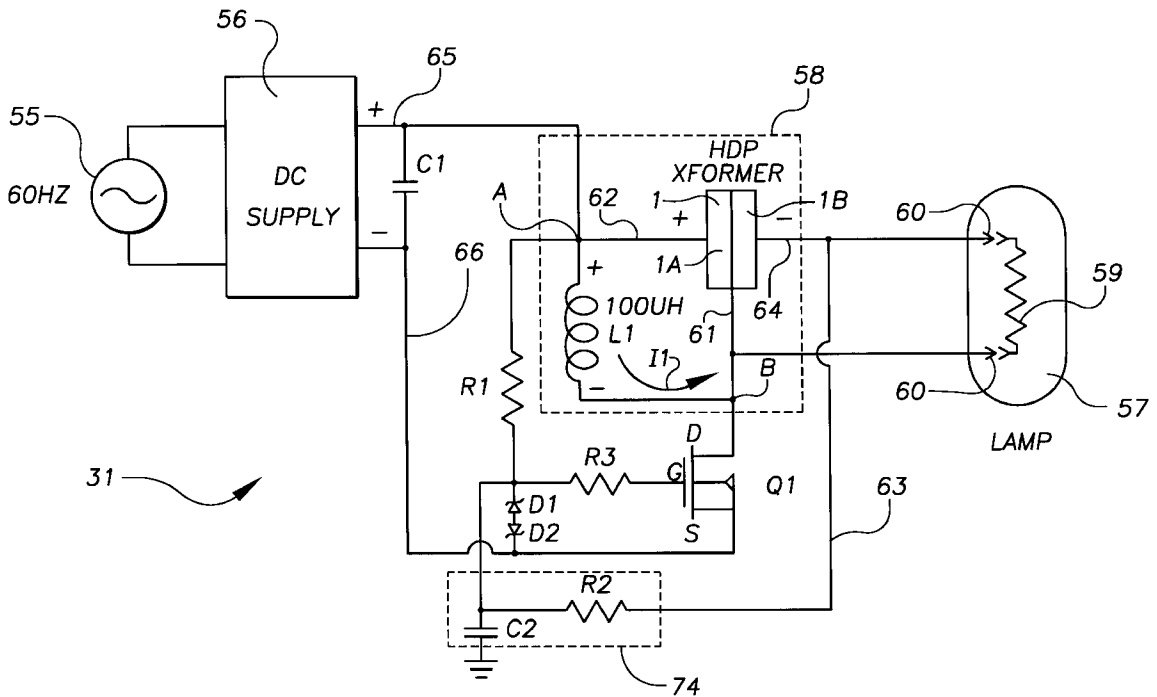 56
65
58
55
+
HDP
XFORMER
C1
60HZ
DC
SUPPLY
A
62
1
1B
60
+
−
−
1A
66
+
64
59
100UH
L1
61
I1
B
R1
−
60
57
D
LAMP
R3
G
Q1
31
D1
63
D2
S
R2
C2
74